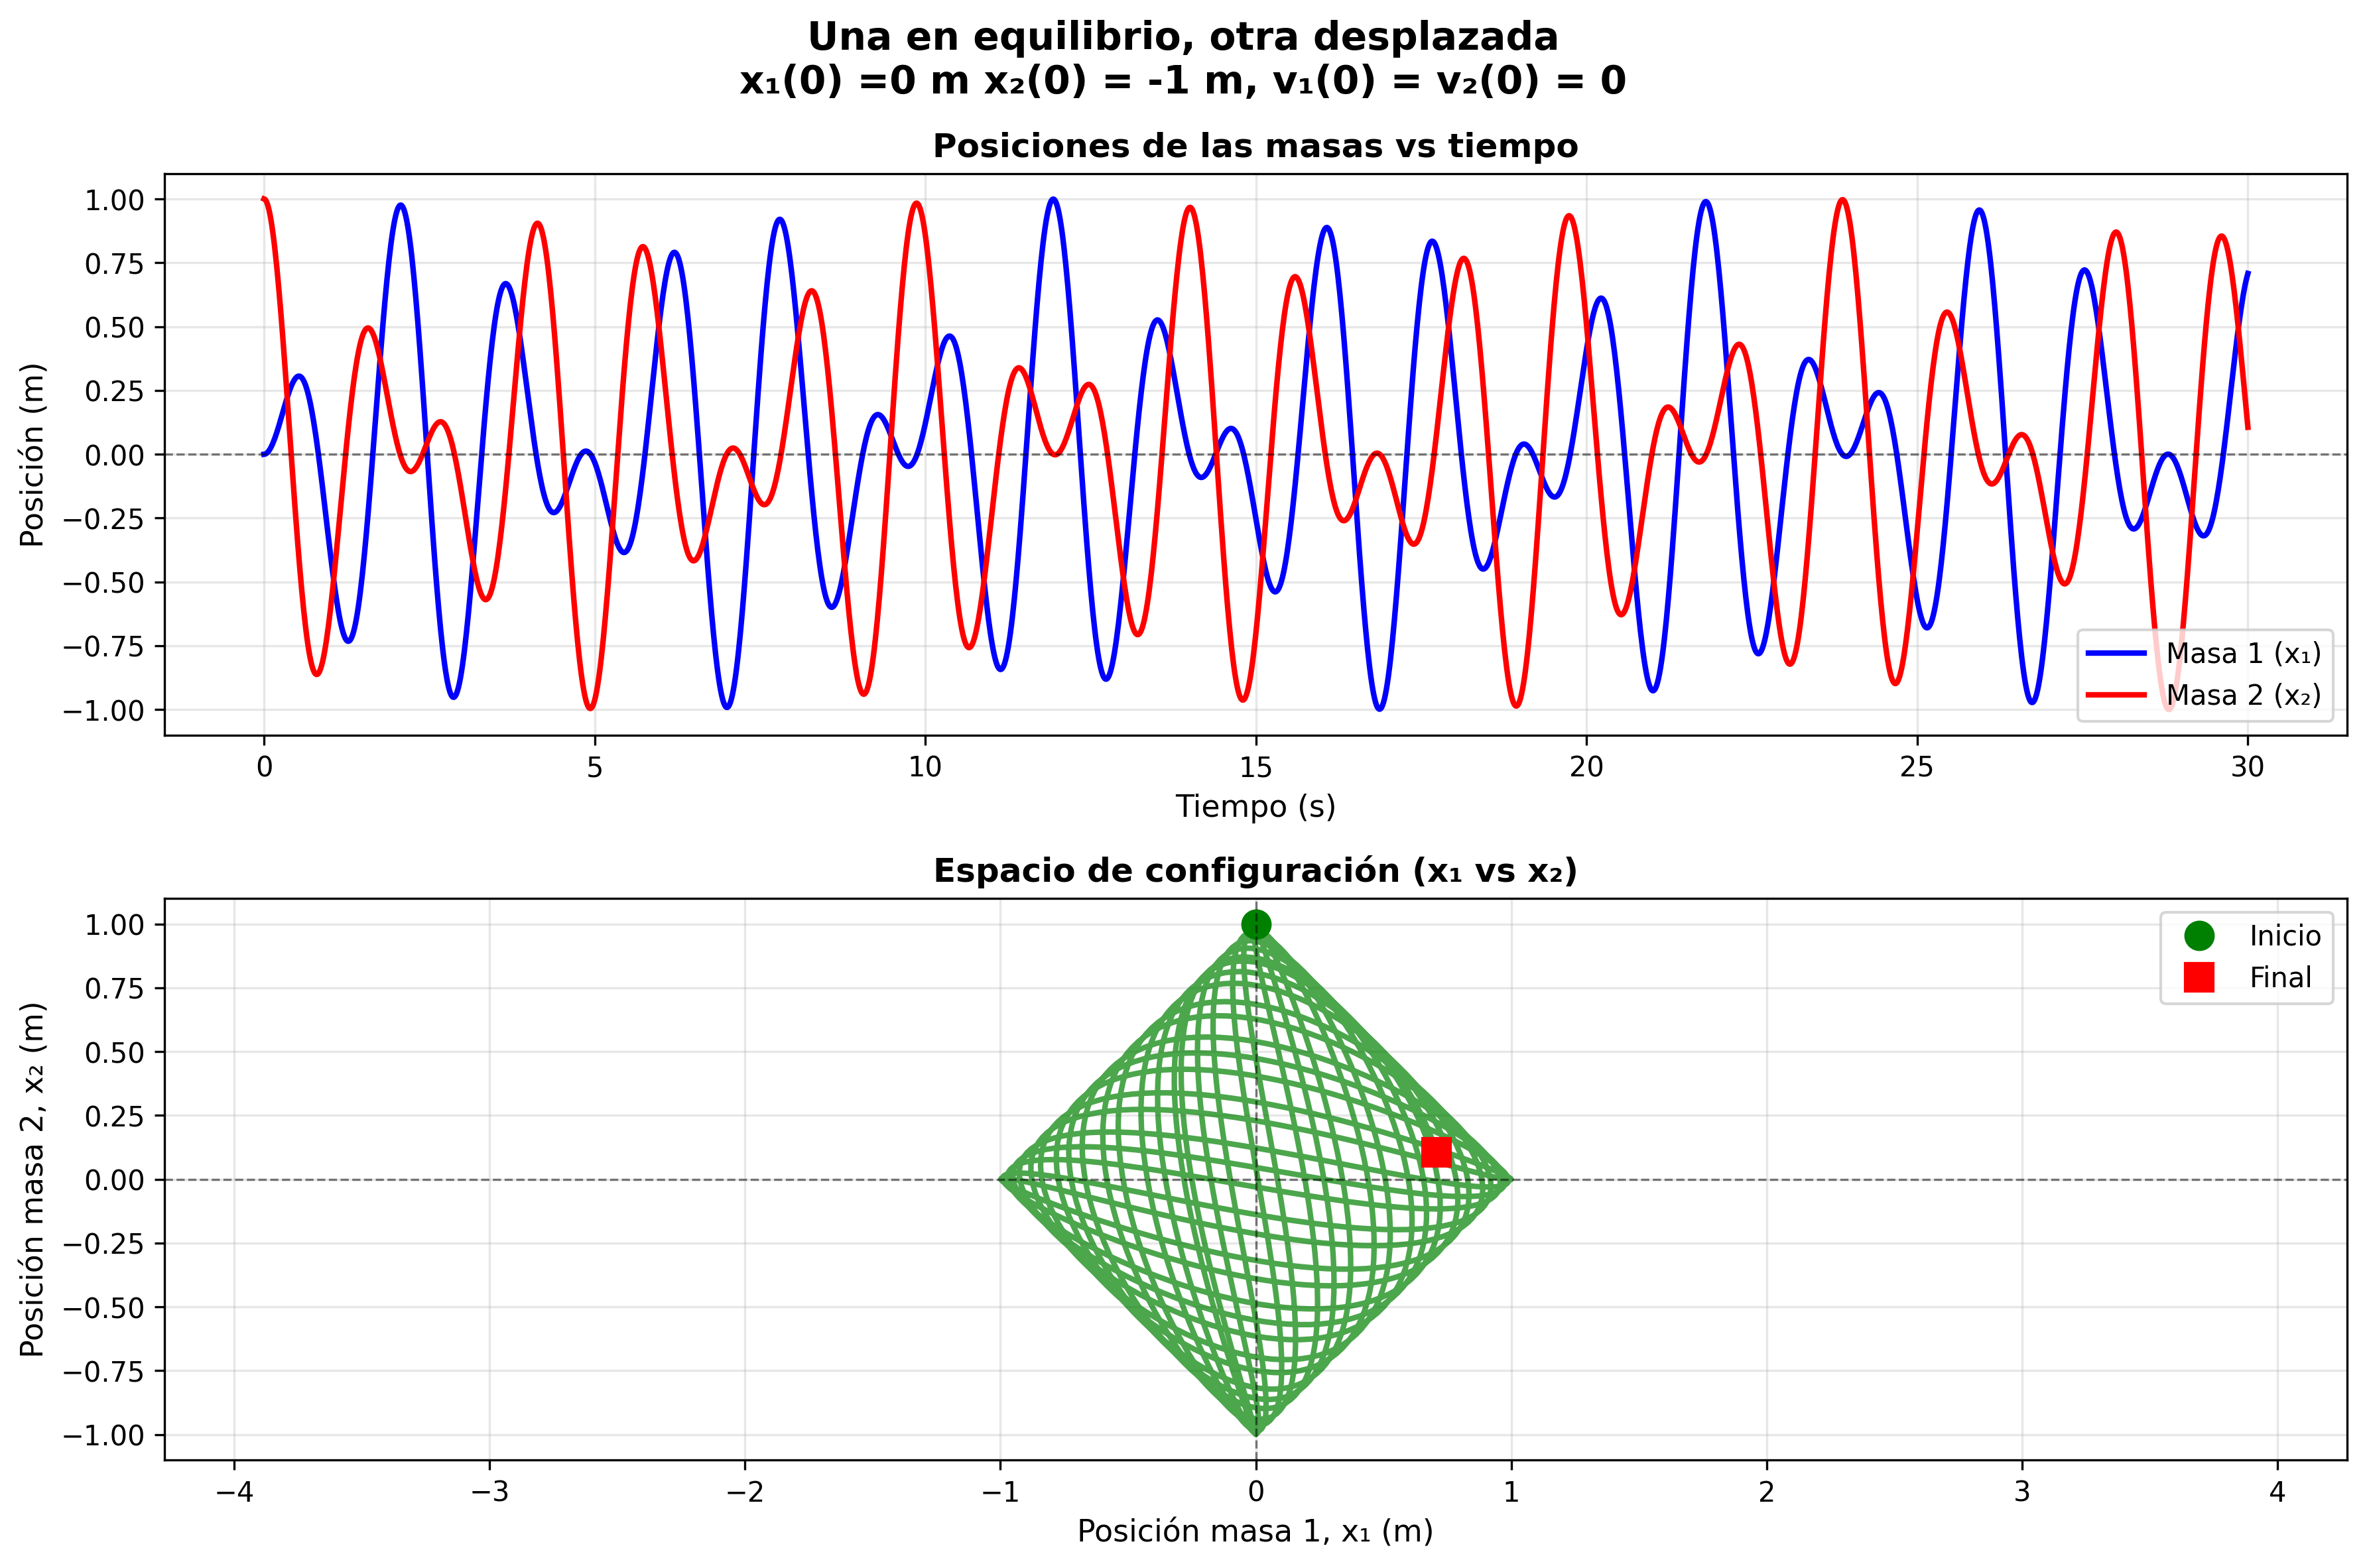 Una en equilibrio, otra desplazada
x₁(0) =0 m x₂(0) = -1 m, v₁(0) = v₂(0) = 0
Posiciones de las masas vs tiempo
1.00
0.75
0.50
0.25
0.00
−0.25
−0.50
−0.75
−1.00
Posición (m)
Masa 1 (x₁)
Masa 2 (x₂)
0 5 10 15 20 25 30
Tiempo (s)
Espacio de configuración (x₁ vs x₂)
1.00
0.75
0.50
0.25
0.00
−0.25
−0.50
−0.75
−1.00
Posición masa 2, x₂ (m)
Inicio
Final
−4 −3 −2 −1 0 1 2 3 4
Posición masa 1, x₁ (m)